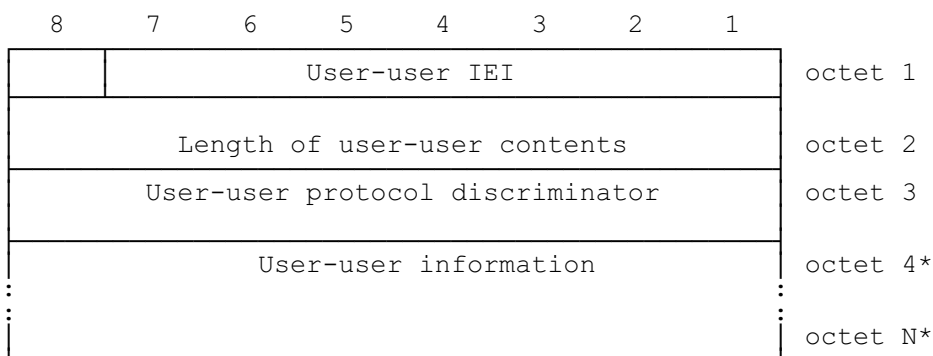 8 7 6 5 4 3 2 1
User-user IEI octet 1
Length of user-user contents octet 2
User-user protocol discriminator octet 3
User-user information octet 4*
octet N*